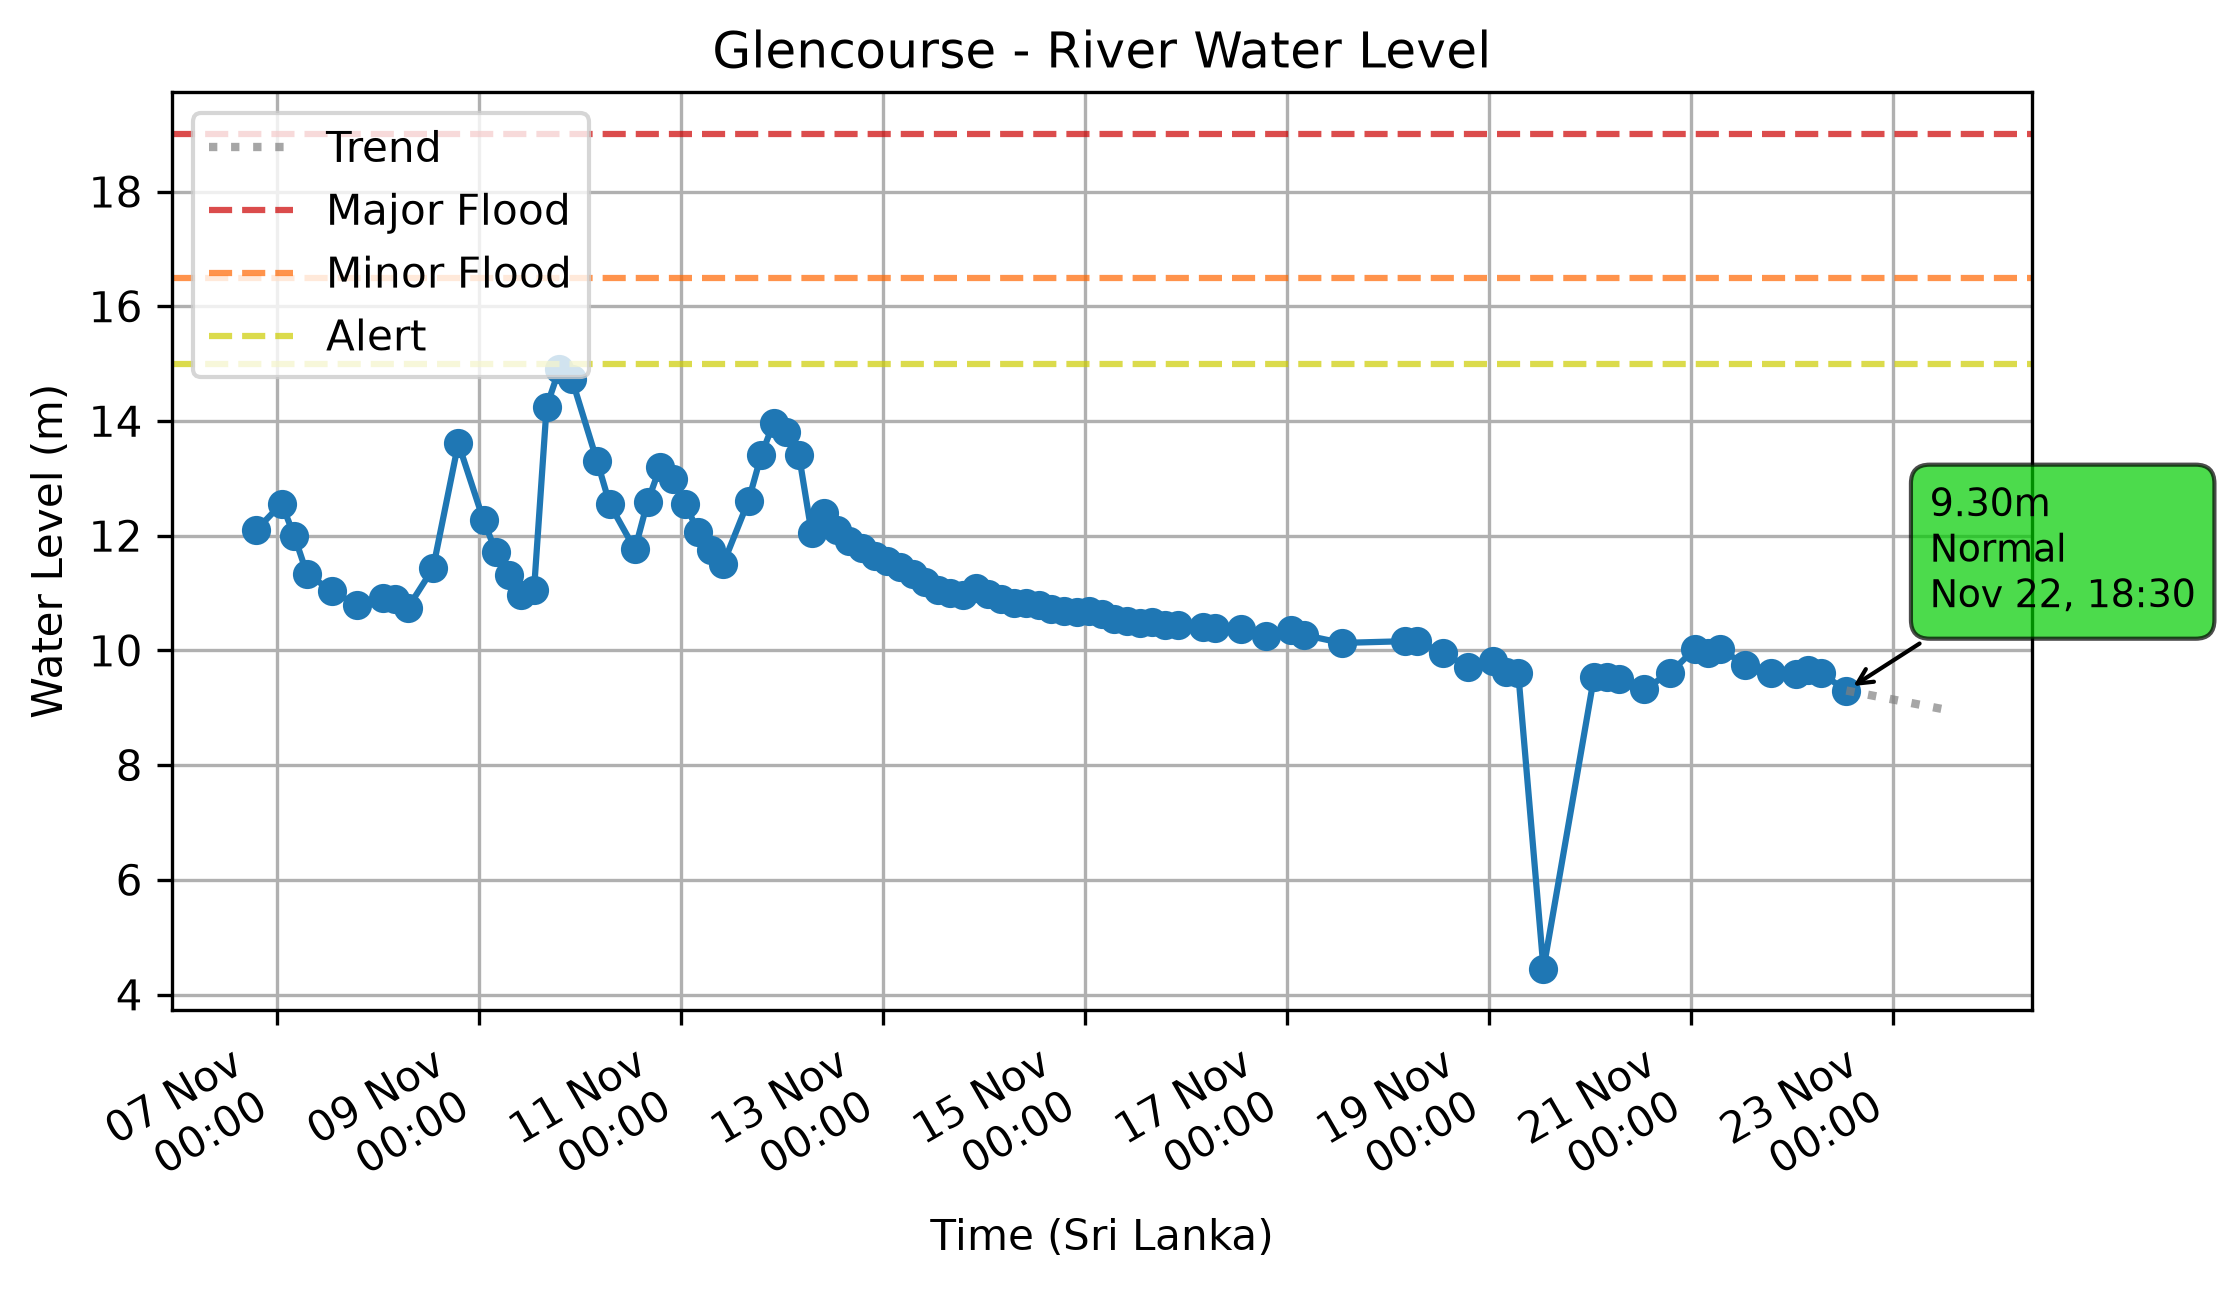 Glencourse - River Water Level
Water Level (m)
18
16
14
12
10
8
6
4
Trend
Major Flood
Minor Flood
Alert
9.30m
Normal
Nov 22, 18:30
07 Nov
00:00
09 Nov
00:00
11 Nov
00:00
13 Nov
00:00
15 Nov
00:00
17 Nov
00:00
19 Nov
00:00
21 Nov
00:00
23 Nov
00:00
Time (Sri Lanka)